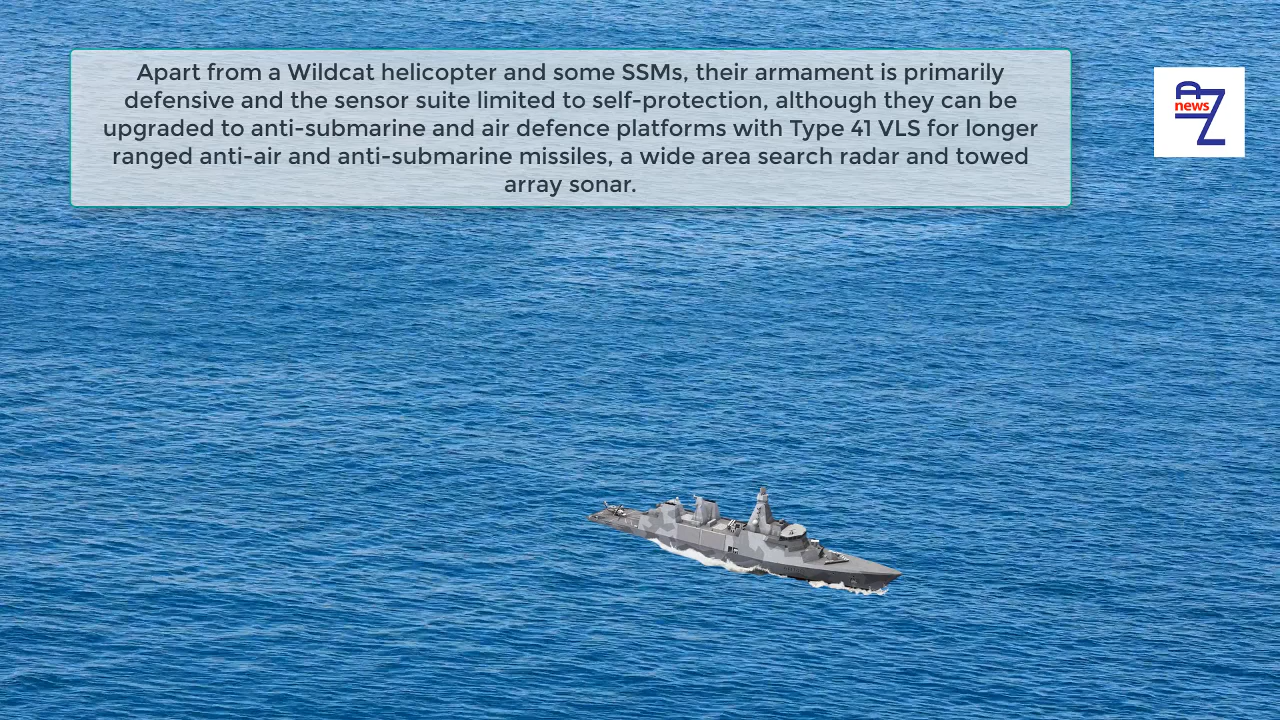 Apart from a Wildcat helicopter and some SSMs, their armament is primarily
defensive and the sensor suite limited to self-protection, although they can be
upgraded to anti-submarine and air defence platforms with Type 41 VLS for longer
ranged anti-air and anti-submarine missiles, a wide area search radar and towed
array sonar.
A
news
Z